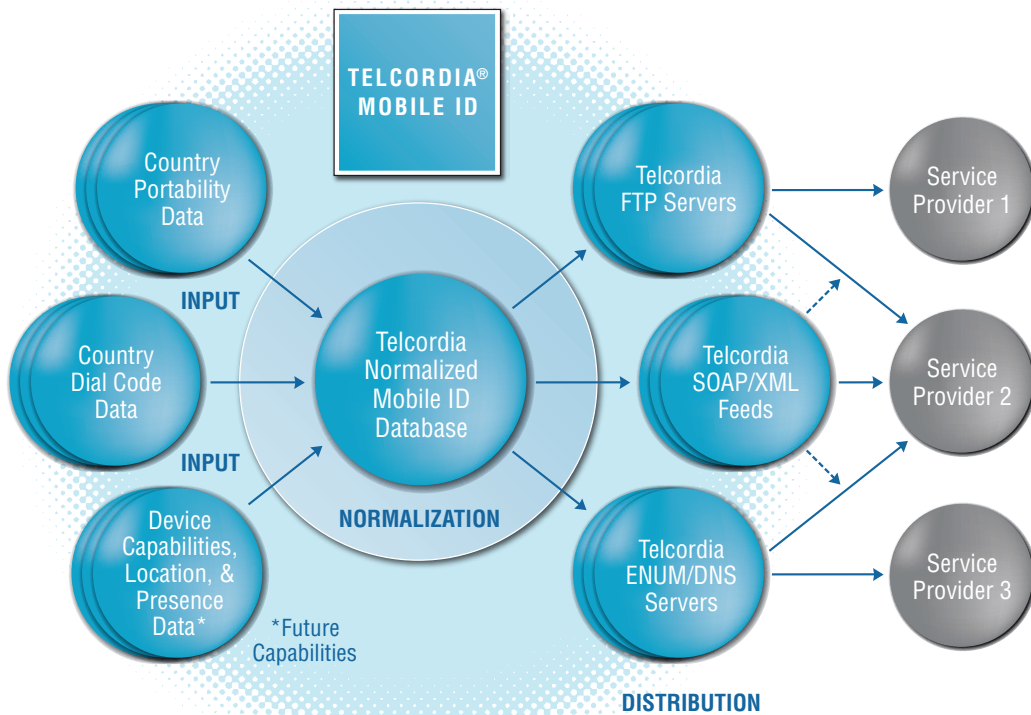 TELCORDIA®
MOBILE ID
Country
Portability
Data
INPUT
Country
Dial Code
Data
INPUT
Device
Capabilities,
Location, &
Presence
Data*
*Future
Capabilities
Telcordia
Normalized
Mobile ID
Database
NORMALIZATION
Telcordia
FTP Servers
Telcordia
SOAP/XML
Feeds
Telcordia
ENUM/DNS
Servers
DISTRIBUTION
Service
Provider 1
Service
Provider 2
Service
Provider 3